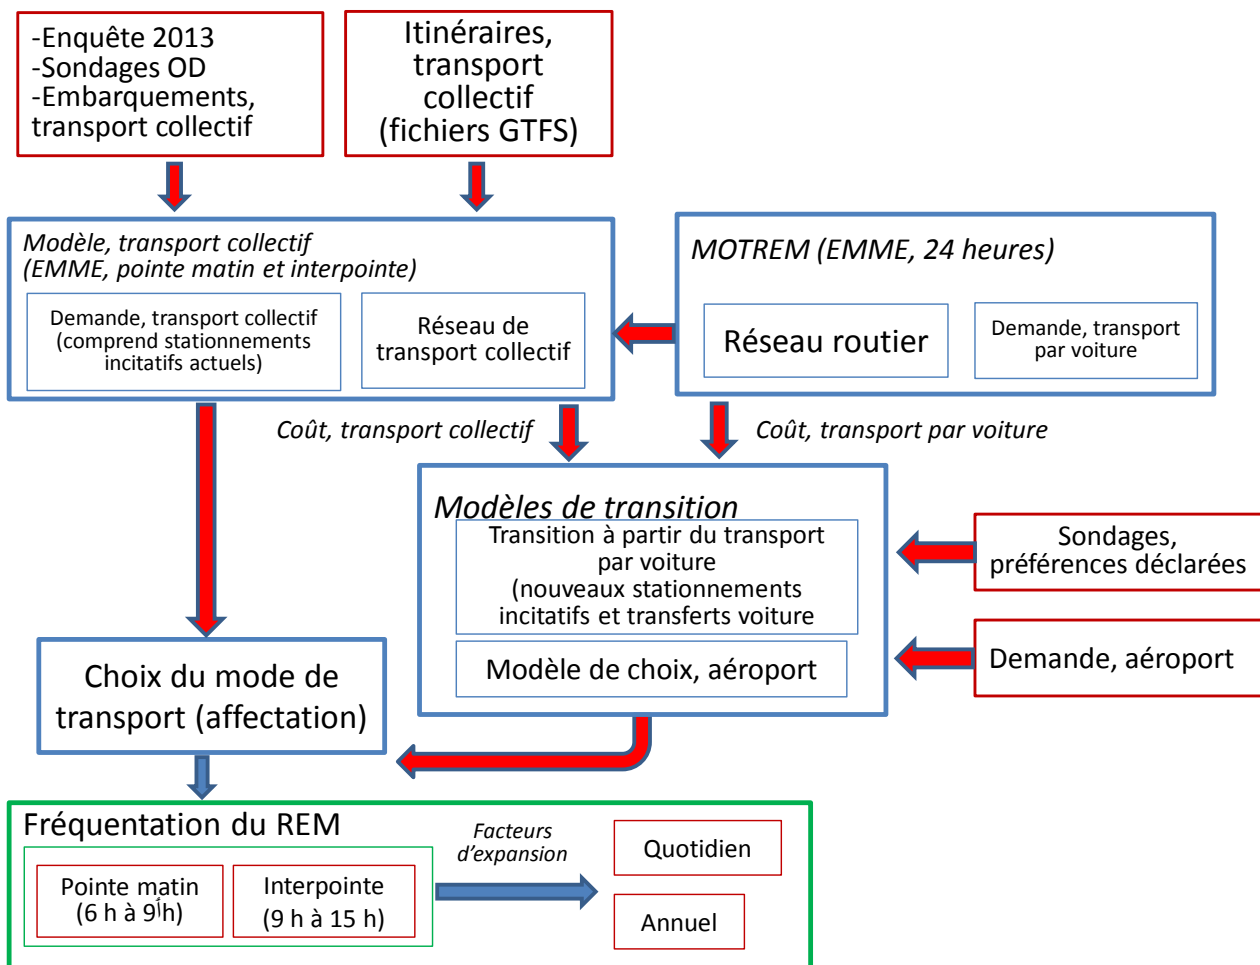 -Enquête 2013
-Sondages OD
-Embarquements,
transport collectif
Itinéraires,
transport
collectif
(fichiers GTFS)
Modèle, transport collectif
(EMME, pointe matin et interpointe)
Demande, transport collectif
(comprend stationnements
incitatifs actuels)
Réseau de
transport collectif
MOTREM (EMME, 24 heures)
Réseau routier
Demande, transport
par voiture
Coût, transport collectif
Coût, transport par voiture
Modèles de transition
Transition à partir du transport
par voiture
(nouveaux stationnements
incitatifs et transferts voiture
Modèle de choix, aéroport
Sondages,
préférences déclarées
Demande, aéroport
Choix du mode de
transport (affectation)
Fréquentation du REM
Pointe matin
(6 h à 9 h)
Interpointe
(9 h à 15 h)
Facteurs
d'expansion
Quotidien
Annuel